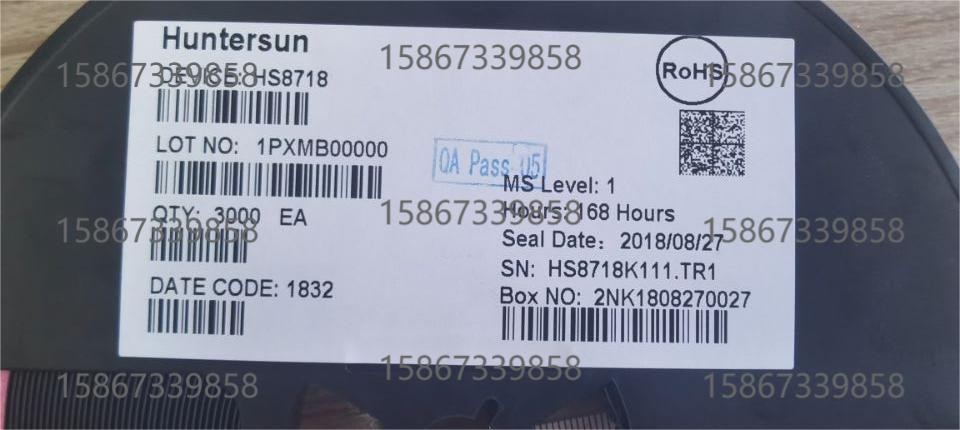 Huntersun
15867339858
15867339858
15867339858
DEVICE: HS8718
RoHS
LOT NO: 1PXMB00000
QA Pass 05
MS Level: 1
QTY: 3000 EA
Hours: 168 Hours
15867339858
15867339858
15867339858
Seal Date: 2018/08/27
SN: HS8718K111.TR1
DATE CODE: 1832
Box NO: 2NK1808270027
15867339858
15867339858
15867339858